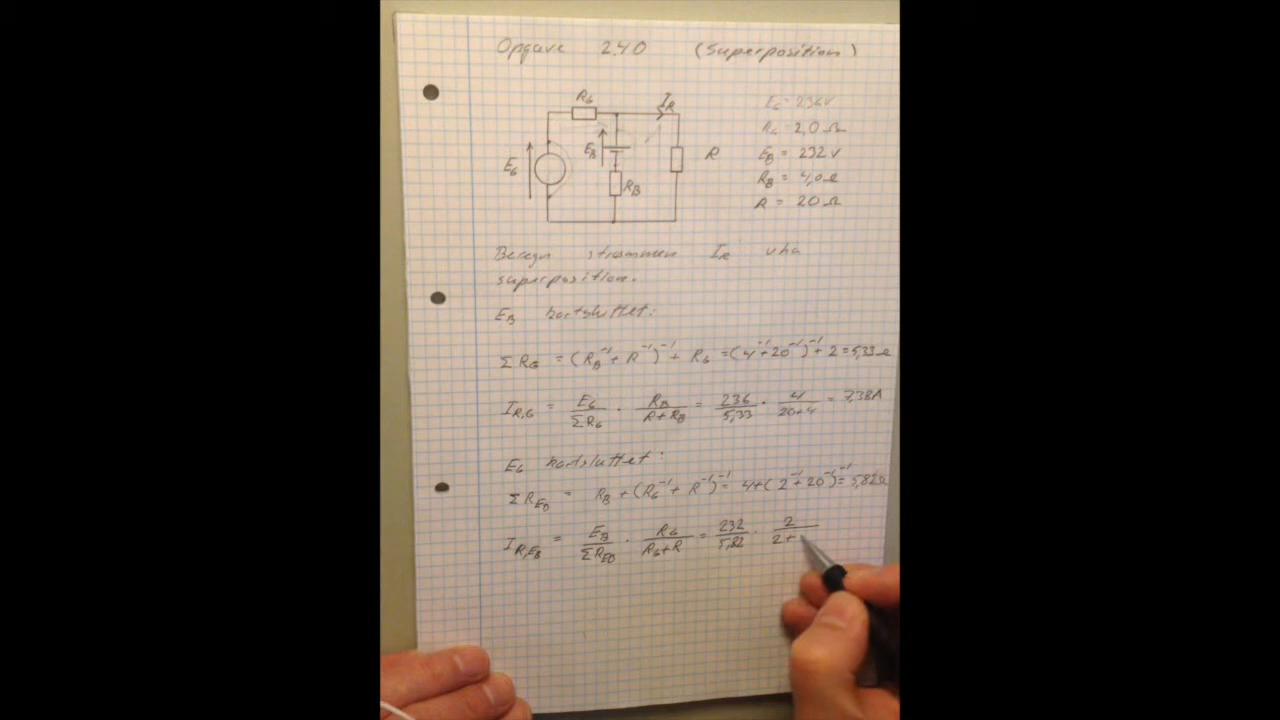 Opgave 2.40 (Superposition)
R_G
I_R
E_B
E_G
R_B
R
E_G = 236V
R_G = 2,0 Ω
E_B = 232 V
R_B = 4,0 Ω
R = 20 Ω
Beregn strømmen I_R vha
superposition.
E_B kortsluttet:
ΣR_G = (R_B^-1 + R^-1)^-1 + R_G = (4^-1 + 20^-1)^-1 + 2 = 5,33 Ω
I_R,G = E_G/ΣR_G · R_B/(R+R_B) = 236/5,33 · 4/(20+4) = 7,38A
E_G kortsluttet:
ΣR_EB = R_B + (R_G^-1 + R^-1)^-1 = 4+(2^-1+20^-1)^-1 = 5,82 Ω
I_R,EB = E_B/ΣR_EB · R_G/(R_G+R) = 232/5,82 · 2/(2+